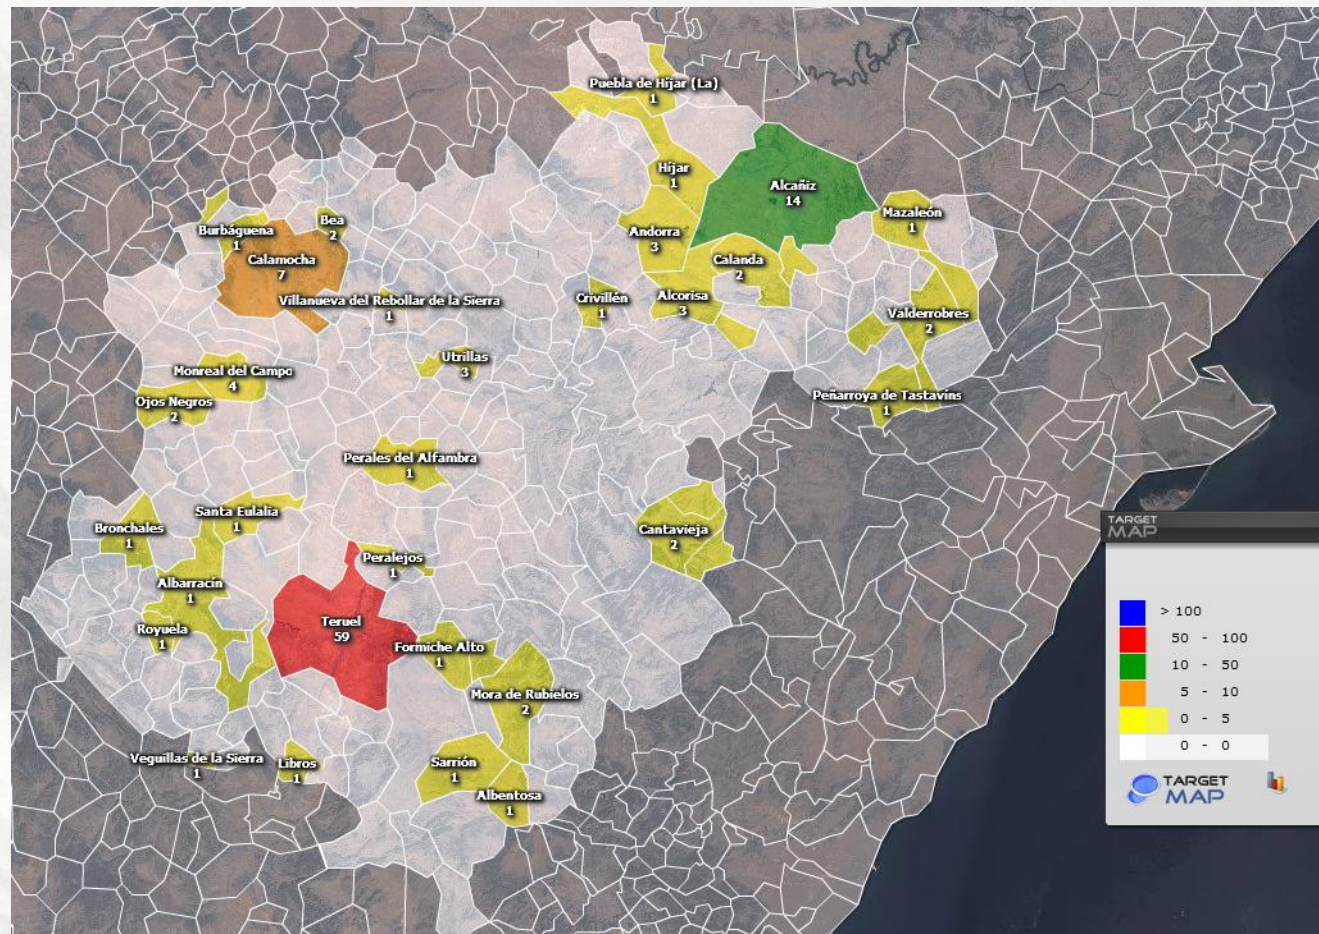 Puebla de Híjar (La)
1
Híjar
1
Alcañiz
14
Mazaleón
1
Burbáguena
1
Bea
2
Andorra
3
Calamocha
7
Calanda
2
Villanueva del Rebollar de la Sierra
1
Crivillén
1
Alcorisa
3
Valderrobres
2
Utrillas
3
Monreal del Campo
4
Ojos Negros
2
Peñarroya de Tastavins
1
Perales del Alfambra
1
Santa Eulalia
1
Bronchales
1
Cantavieja
2
Peralejos
1
Albarracín
1
Teruel
59
Royuela
1
Formiche Alto
1
Mora de Rubielos
2
Veguillas de la Sierra
1
Libros
1
Sarrión
1
Albentosa
1
TARGET
MAP
> 100
50 - 100
10 - 50
5 - 10
0 - 5
0 - 0
TARGET
MAP